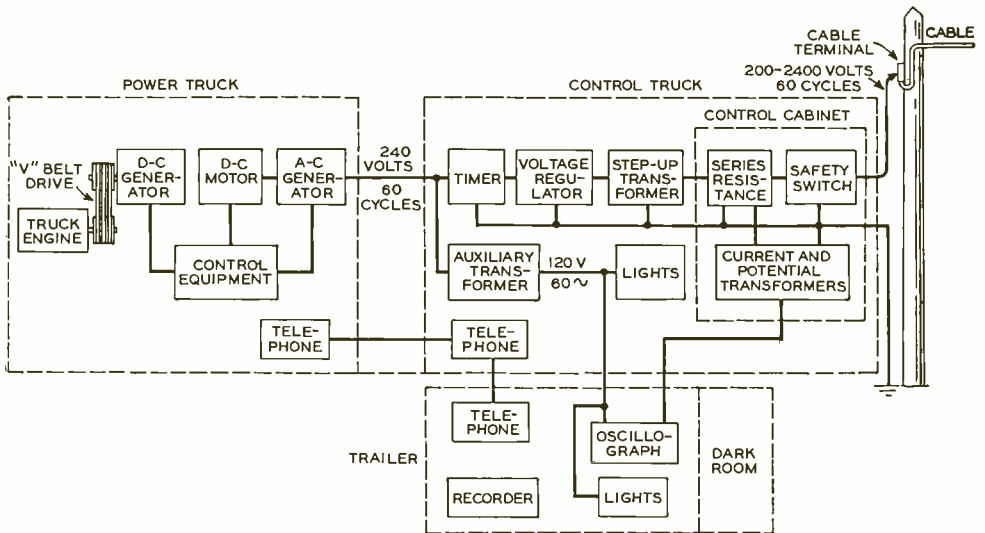 CABLE
TERMINAL
CABLE
200-2400 VOLTS
60 CYCLES
POWER TRUCK
CONTROL TRUCK
CONTROL CABINET
"V" BELT
DRIVE
D-C
GENER-
ATOR
D-C
MOTOR
A-C
GENER-
ATOR
240
VOLTS
60
CYCLES
TIMER
VOLTAGE
REGU-
LATOR
STEP-UP
TRANS-
FORMER
SERIES
RESIS-
TANCE
SAFETY
SWITCH
TRUCK
ENGINE
CONTROL
EQUIPMENT
AUXILIARY
TRANS-
FORMER
120 V
60~
LIGHTS
CURRENT AND
POTENTIAL
TRANSFORMERS
TELE-
PHONE
TELE-
PHONE
TELE-
PHONE
OSCILLO-
GRAPH
DARK
ROOM
TRAILER
RECORDER
LIGHTS